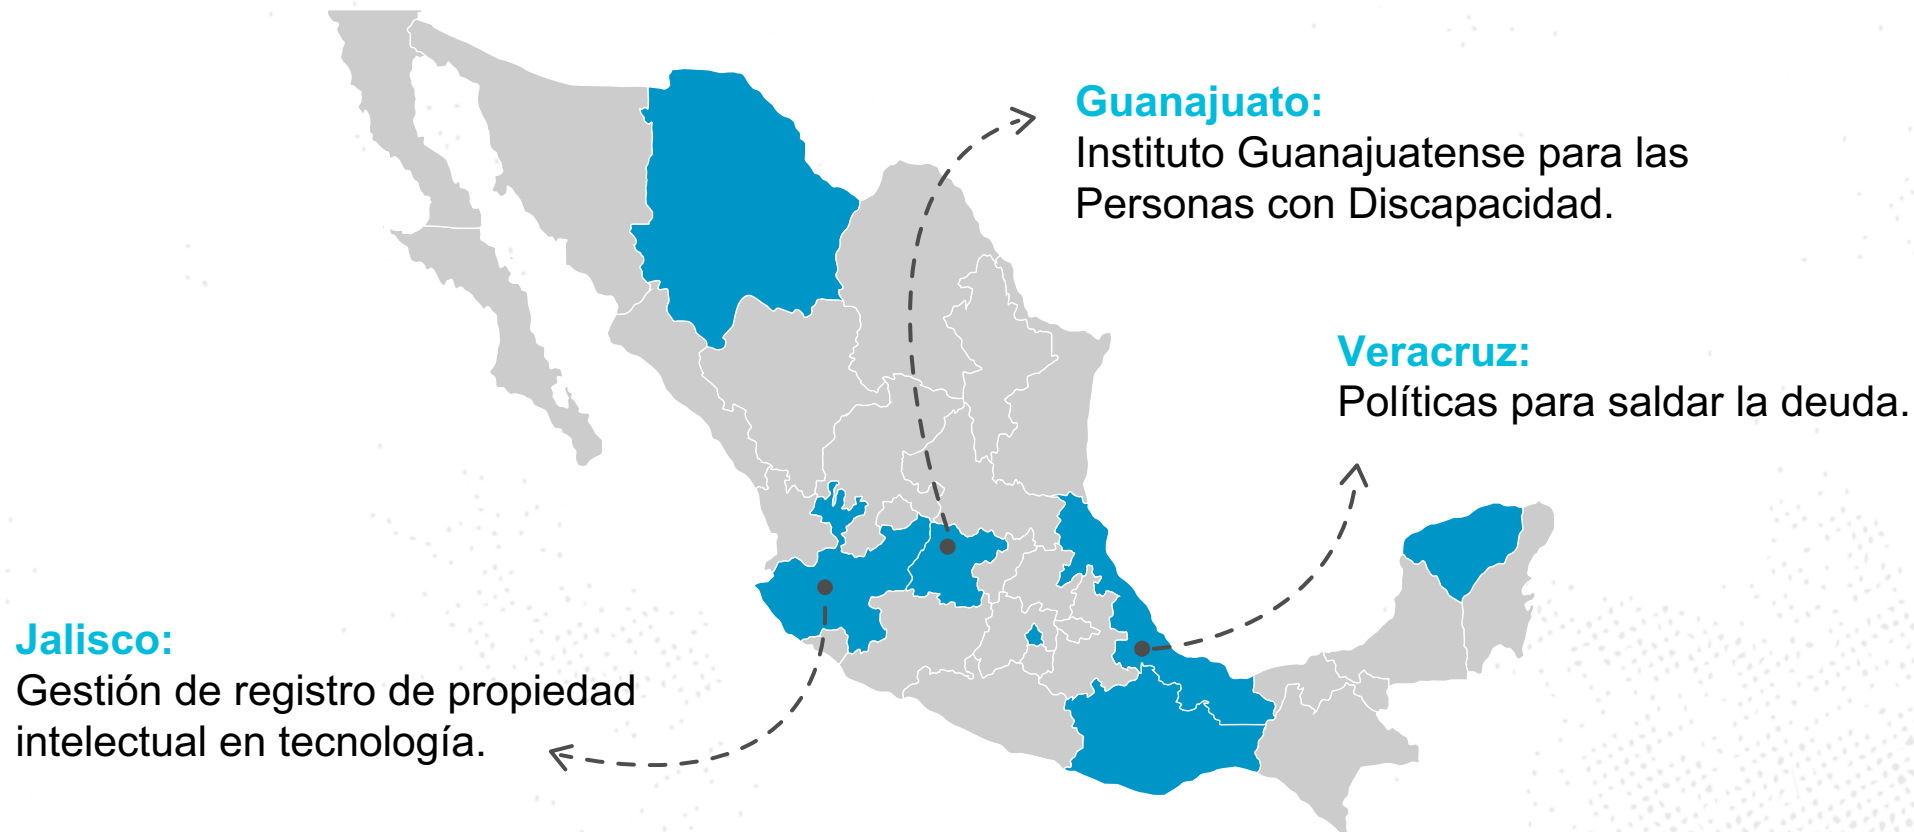 Guanajuato:
Instituto Guanajuatense para las
Personas con Discapacidad.
Veracruz:
Políticas para saldar la deuda.
Jalisco:
Gestión de registro de propiedad
intelectual en tecnología.